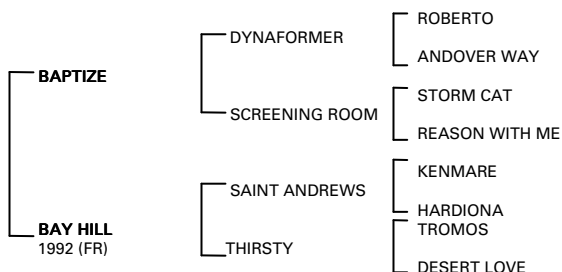 ROBERTO
DYNAFORMER
ANDOVER WAY
BAPTIZE
STORM CAT
SCREENING ROOM
REASON WITH ME
KENMARE
SAINT ANDREWS
HARDIONA
BAY HILL
TROMOS
1992 (FR)
THIRSTY
DESERT LOVE